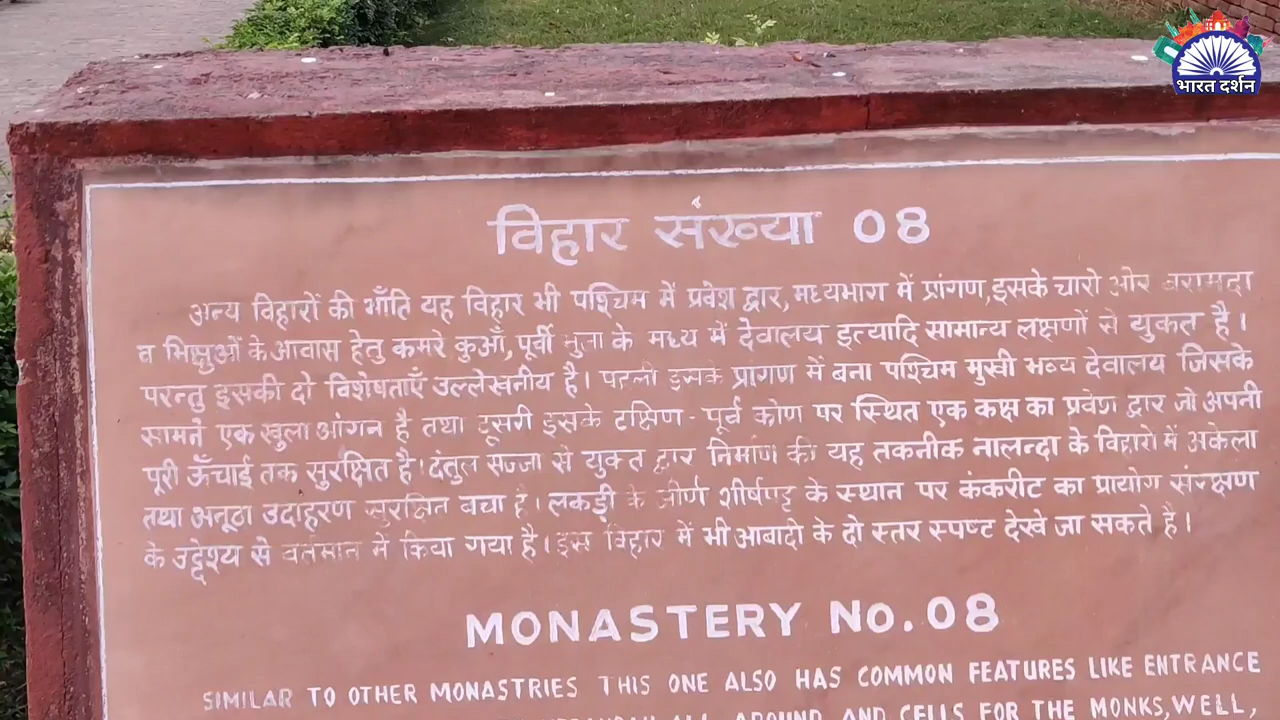 भारत दर्शन
विहार संख्या 08
अन्य विहारों की भाँति यह विहार भी पश्चिम में प्रवेश द्वार, मध्यभाग में प्रांगण, इसके चारो ओर बरामदा
व भिक्षुओं के आवास हेतु कमरे कुआँ, पूर्वी भुजा के मध्य में देवालय इत्यादि सामान्य लक्षणों से युक्त है।
परन्तु इसकी दो विशेषताएँ उल्लेखनीय है। पहली इसके प्रागण में बना पश्चिम मुखी भव्य देवालय जिसके
सामने एक खुला आंगन है तथा दूसरी इसके दक्षिण - पूर्व कोण पर स्थित एक कक्ष का प्रवेश द्वार जो अपनी
पूरी ऊँचाई तक सुरक्षित है। दंतुल सज्जा से युक्त द्वार निर्माण की यह तकनीक नालन्दा के विहारो में अकेला
तथा अनूठा उदाहरण सुरक्षित बचा है। लकड़ी के जीर्ण शीर्षपट्ट के स्थान पर कंकरीट का प्रायोग संरक्षण
के उद्देश्य से वर्तमान में किया गया है। इस विहार में भी आबादी के दो स्तर स्पष्ट देखे जा सकते है।
MONASTERY NO. 08
SIMILAR TO OTHER MONASTRIES THIS ONE ALSO HAS COMMON FEATURES LIKE ENTRANCE
ALL AROUND AND CELLS FOR THE MONKS, WELL,